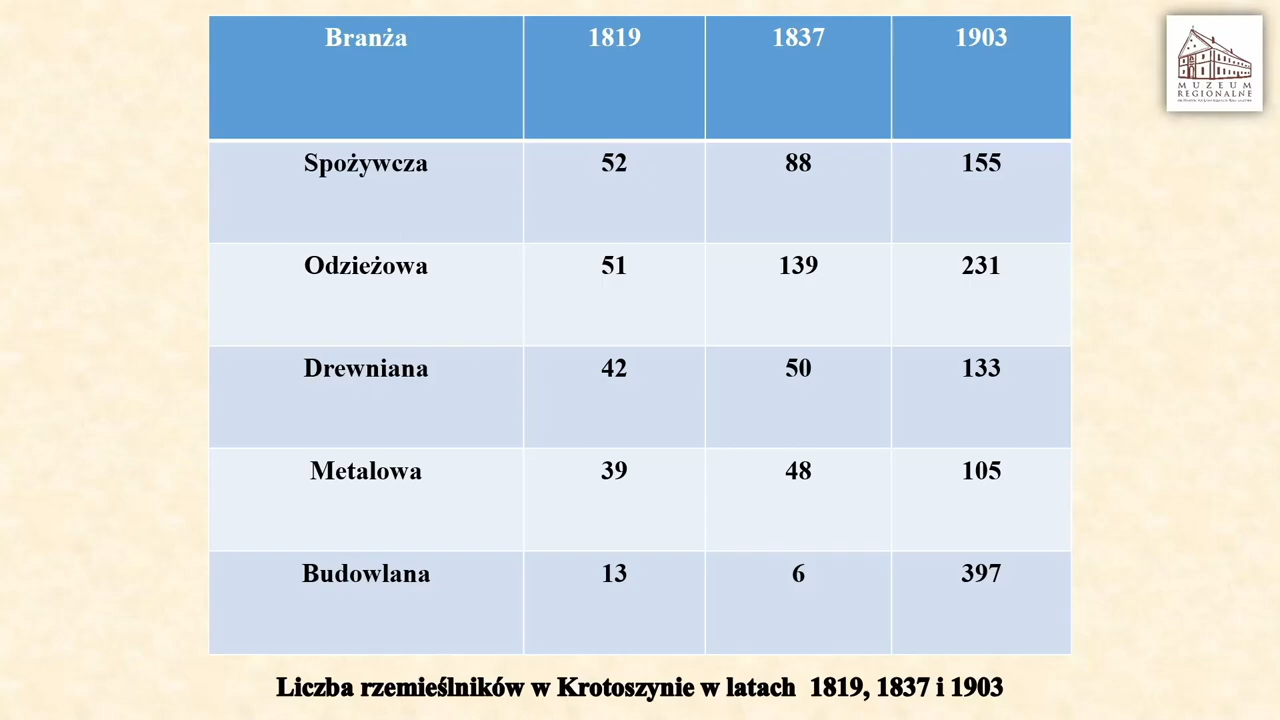 Branża 1819 1837 1903
Spożywcza 52 88 155
Odzieżowa 51 139 231
Drewniana 42 50 133
Metalowa 39 48 105
Budowlana 13 6 397
Liczba rzemieślników w Krotoszynie w latach 1819, 1837 i 1903
MUZEUM
REGIONALNE